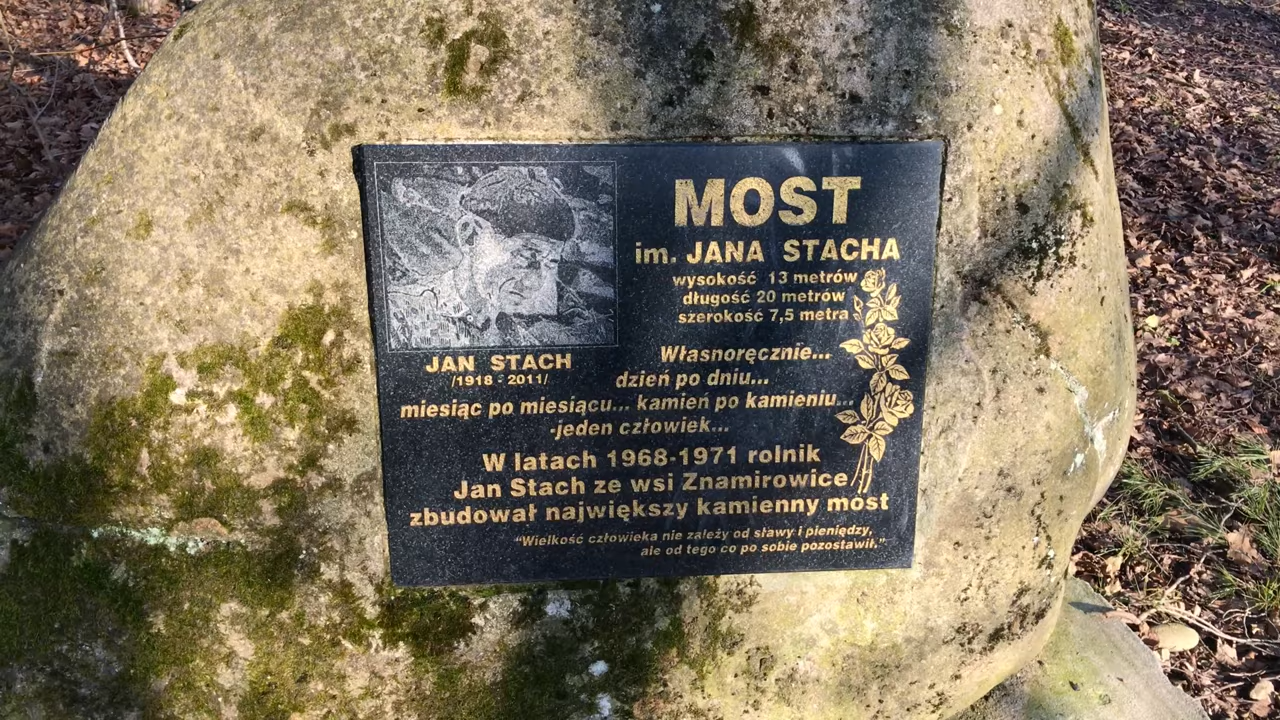 MOST
im. JANA STACHA
wysokość 13 metrów
długość 20 metrów
szerokość 7,5 metra
JAN STACH
/1918 - 2011/
Własnoręcznie...
dzień po dniu...
miesiąc po miesiącu... kamień po kamieniu...
-jeden człowiek...
W latach 1968-1971 rolnik
Jan Stach ze wsi Znamirowice
zbudował największy kamienny most
"Wielkość człowieka nie zależy od sławy i pieniędzy,
ale od tego co po sobie pozostawił."